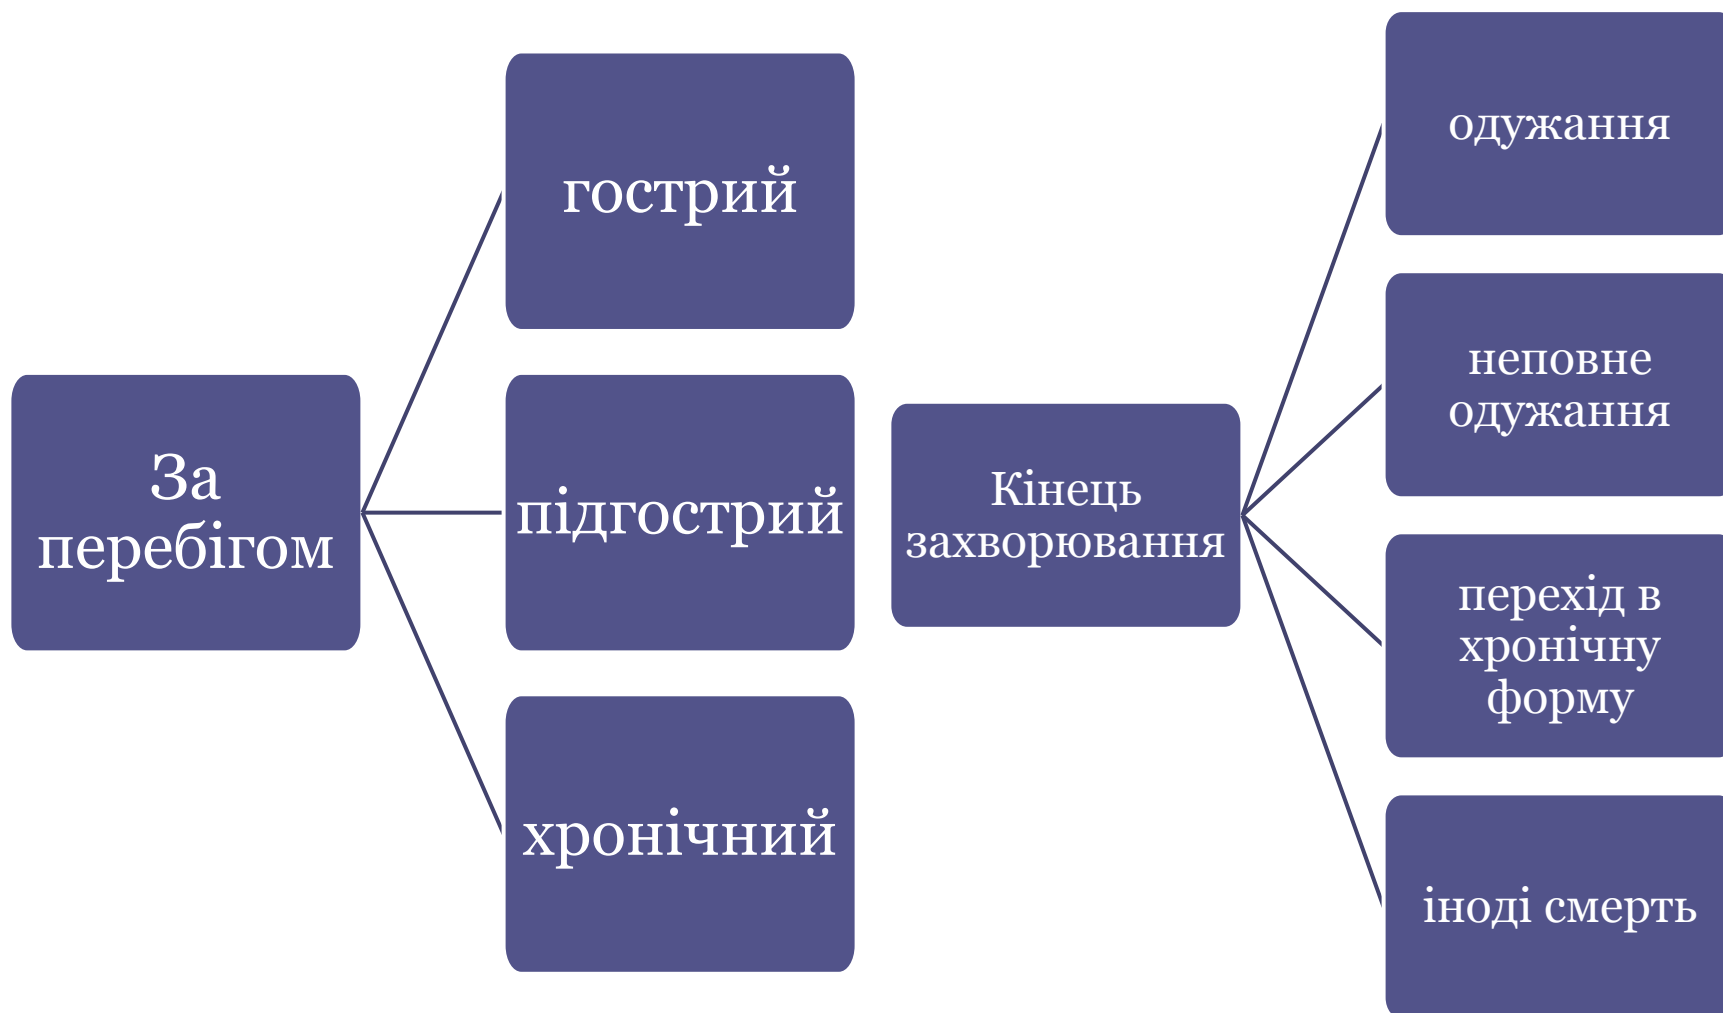 За
перебігом
гострий
підгострий
хронічний
Кінець
захворювання
одужання
неповне
одужання
перехід в
хронічну
форму
іноді смерть